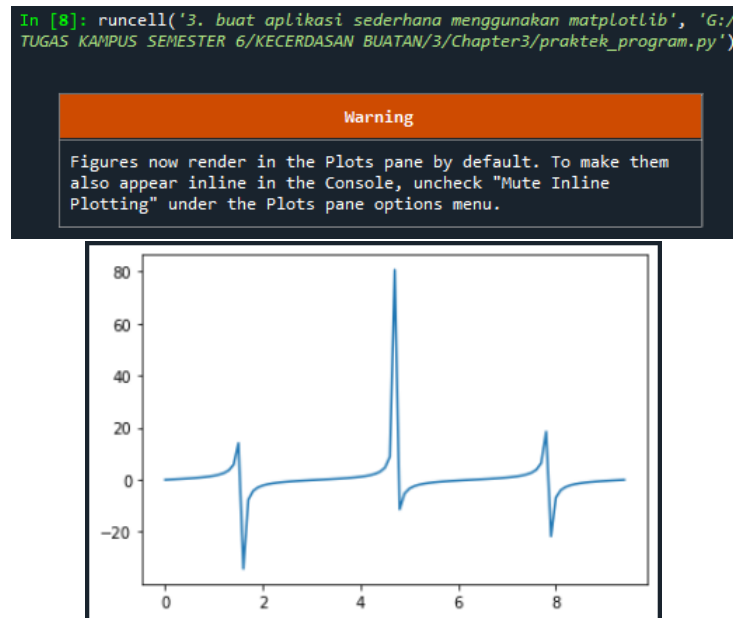 In [8]: runcell('3. buat aplikasi sederhana menggunakan matplotlib', 'G:/
TUGAS KAMPUS SEMESTER 6/KECERDASAN BUATAN/3/Chapter3/praktek_program.py')
Warning
Figures now render in the Plots pane by default. To make them
also appear inline in the Console, uncheck "Mute Inline
Plotting" under the Plots pane options menu.
80
60
40
20
0
−20
0 2 4 6 8